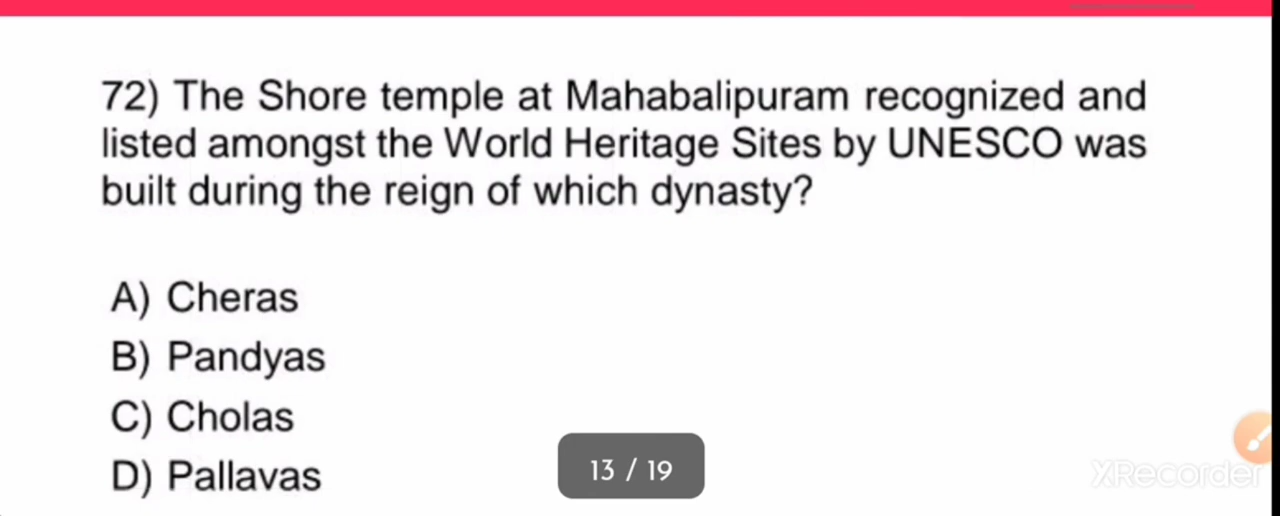 72) The Shore temple at Mahabalipuram recognized and
listed amongst the World Heritage Sites by UNESCO was
built during the reign of which dynasty?
A) Cheras
B) Pandyas
C) Cholas
D) Pallavas
13 / 19
XRecorder